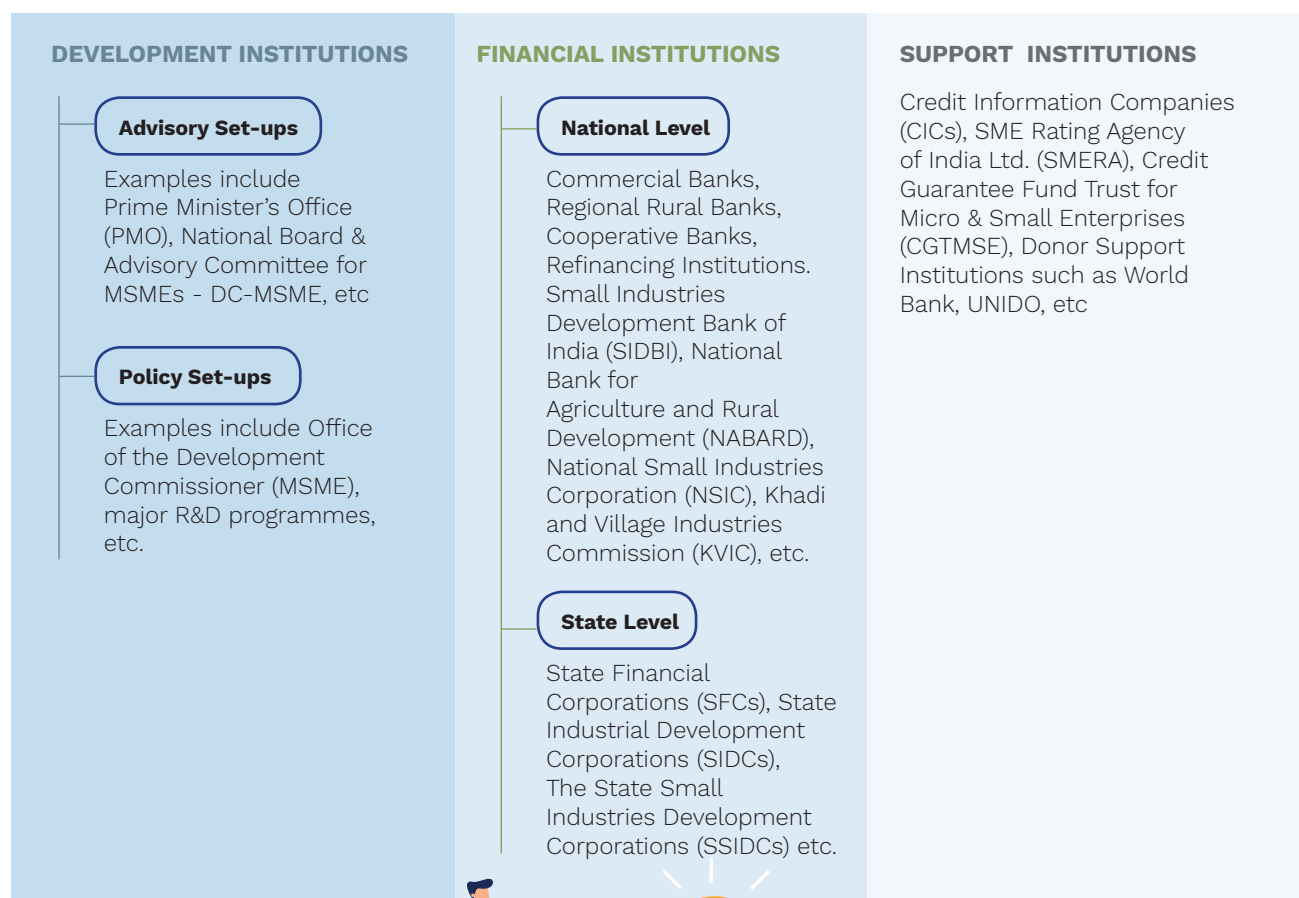 DEVELOPMENT INSTITUTIONS
Advisory Set-ups
Examples include
Prime Minister’s Office
(PMO), National Board &
Advisory Committee for
MSMEs - DC-MSME, etc
Policy Set-ups
Examples include Office
of the Development
Commissioner (MSME),
major R&D programmes,
etc.
FINANCIAL INSTITUTIONS
National Level
Commercial Banks,
Regional Rural Banks,
Cooperative Banks,
Refinancing Institutions.
Small Industries
Development Bank of
India (SIDBI), National
Bank for
Agriculture and Rural
Development (NABARD),
National Small Industries
Corporation (NSIC), Khadi
and Village Industries
Commission (KVIC), etc.
State Level
State Financial
Corporations (SFCs), State
Industrial Development
Corporations (SIDCs),
The State Small
Industries Development
Corporations (SSIDCs) etc.
SUPPORT INSTITUTIONS
Credit Information Companies
(CICs), SME Rating Agency
of India Ltd. (SMERA), Credit
Guarantee Fund Trust for
Micro & Small Enterprises
(CGTMSE), Donor Support
Institutions such as World
Bank, UNIDO, etc